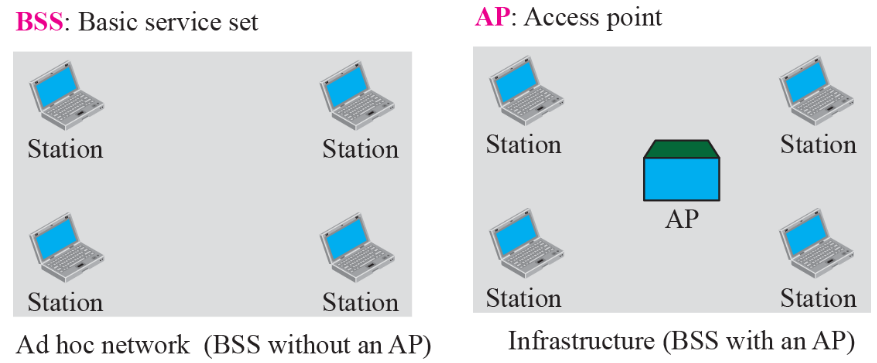 BSS: Basic service set
Station
Station
Station
Station
Ad hoc network (BSS without an AP)
AP: Access point
Station
Station
AP
Station
Station
Infrastructure (BSS with an AP)